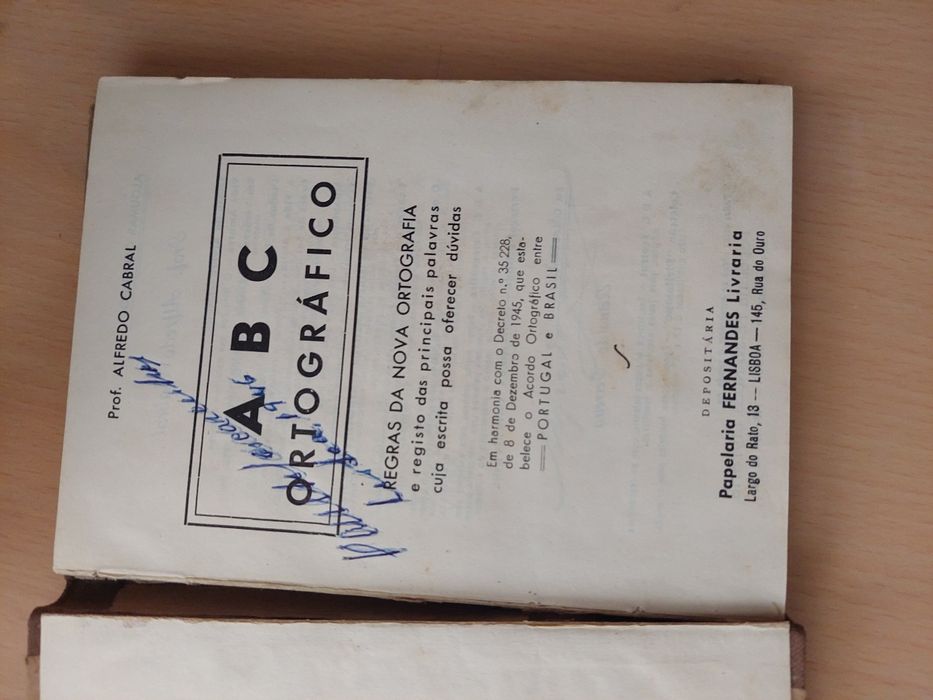 Prof. ALFREDO CABRAL
A B C
ORTOGRÁFICO
REGRAS DA NOVA ORTOGRAFIA
e registo das principais palavras
cuja escrita possa oferecer dúvidas
Em harmonia com o Decreto n.º 35 228,
de 8 de Dezembro de 1945, que esta-
belece o Acordo Ortográfico entre
PORTUGAL e BRASIL
DEPOSITÁRIA
Papelaria FERNANDES Livraria
Largo do Rato, 13 — LISBOA — 145, Rua do Ouro